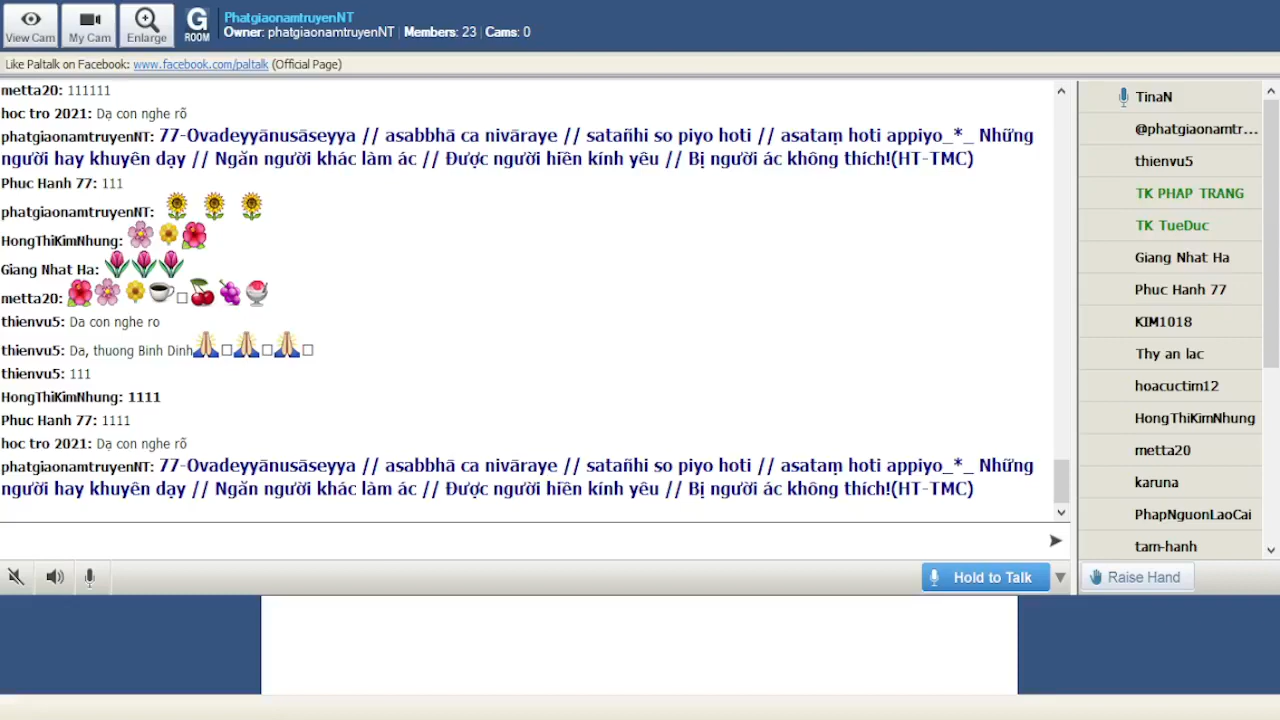 PhatgiaonamtruyenNT
Owner: phatgiaonamtruyenNT | Members: 23 | Cams: 0
View Cam
My Cam
Enlarge
G ROOM
Like Paltalk on Facebook: www.facebook.com/paltalk (Official Page)
metta20: 111111
hoc tro 2021: Dạ con nghe rõ
phatgiaonamtruyenNT: 77-Ovadeyyānusāseyya // asabbhā ca nivāraye // satañhi so piyo hoti // asataṃ hoti appiyo_*_ Những
người hay khuyên dạy // Ngăn người khác làm ác // Được người hiền kính yêu // Bị người ác không thích!(HT-TMC)
Phuc Hanh 77: 111
phatgiaonamtruyenNT:
HongThiKimNhung:
Giang Nhat Ha:
metta20:
thienvu5: Da con nghe ro
thienvu5: Da, thuong Binh Dinh
thienvu5: 111
HongThiKimNhung: 1111
Phuc Hanh 77: 1111
hoc tro 2021: Dạ con nghe rõ
phatgiaonamtruyenNT: 77-Ovadeyyānusāseyya // asabbhā ca nivāraye // satañhi so piyo hoti // asataṃ hoti appiyo_*_ Những
người hay khuyên dạy // Ngăn người khác làm ác // Được người hiền kính yêu // Bị người ác không thích!(HT-TMC)
TinaN
@phatgiaonamtr...
thienvu5
TK PHAP TRANG
TK TueDuc
Giang Nhat Ha
Phuc Hanh 77
KIM1018
Thy an lac
hoacuctim12
HongThiKimNhung
metta20
karuna
PhapNguonLaoCai
tam-hanh
Hold to Talk
Raise Hand